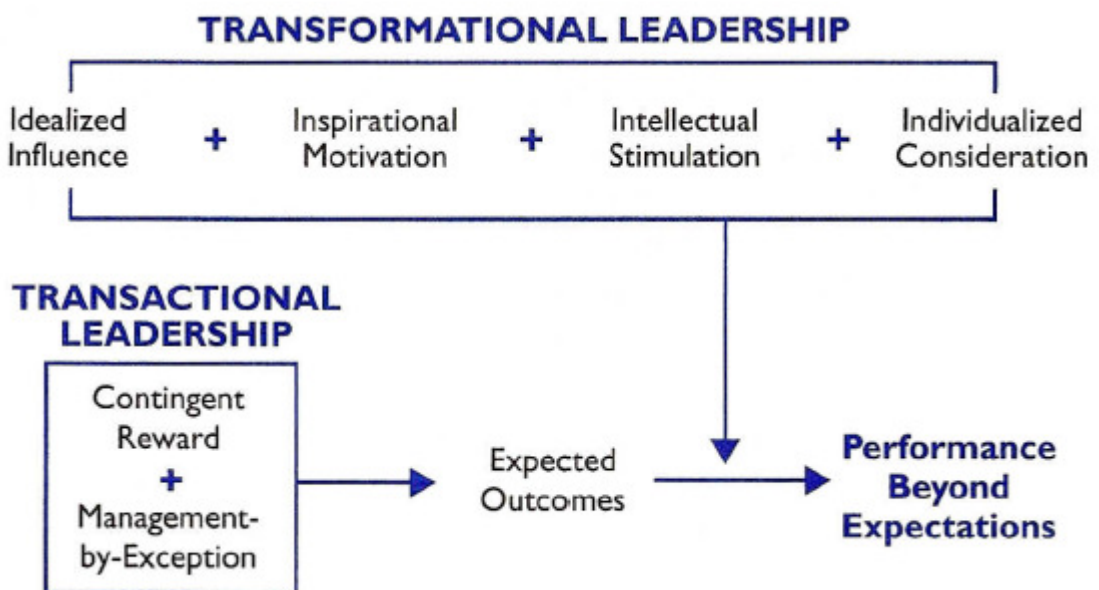 TRANSFORMATIONAL LEADERSHIP
Idealized
Influence
+
Inspirational
Motivation
+
Intellectual
Stimulation
+
Individualized
Consideration
TRANSACTIONAL
LEADERSHIP
Contingent
Reward
+
Management-
by-Exception
Expected
Outcomes
Performance
Beyond
Expectations